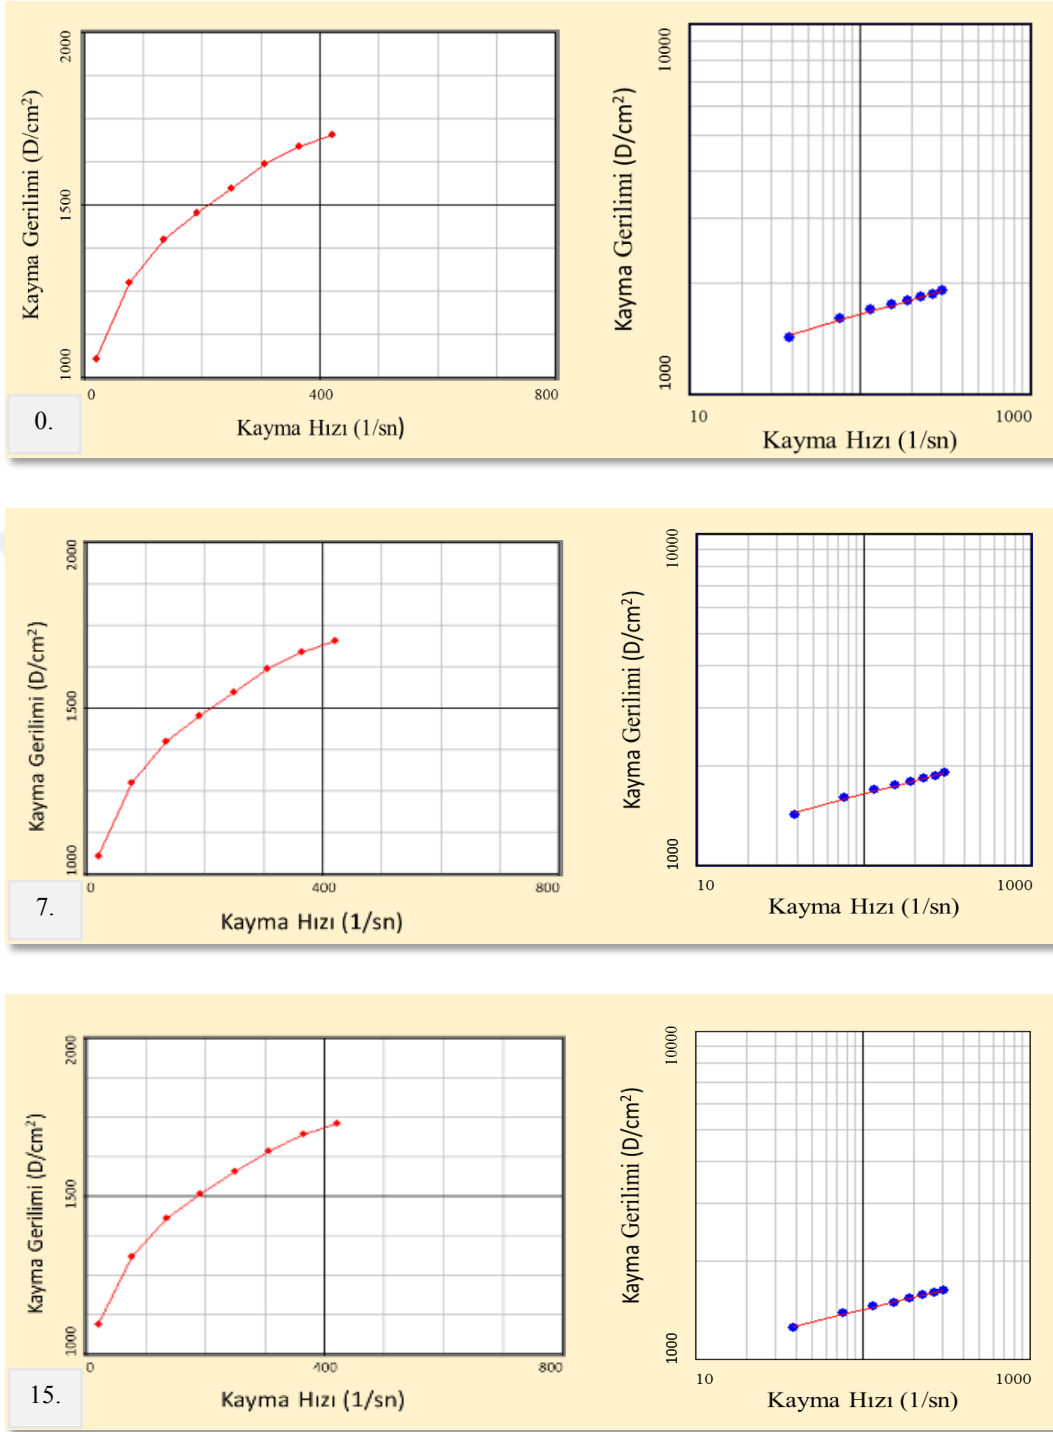 2000
1500
1000
Kayma Gerilimi (D/cm²)
0
400
800
Kayma Hızı (1/sn)
10000
1000
Kayma Gerilimi (D/cm²)
10
1000
Kayma Hızı (1/sn)
0.
2000
1500
1000
Kayma Gerilimi (D/cm²)
0
400
800
Kayma Hızı (1/sn)
10000
1000
Kayma Gerilimi (D/cm²)
10
1000
Kayma Hızı (1/sn)
7.
2000
1500
1000
Kayma Gerilimi (D/cm²)
0
400
800
Kayma Hızı (1/sn)
10000
1000
Kayma Gerilimi (D/cm²)
10
1000
Kayma Hızı (1/sn)
15.